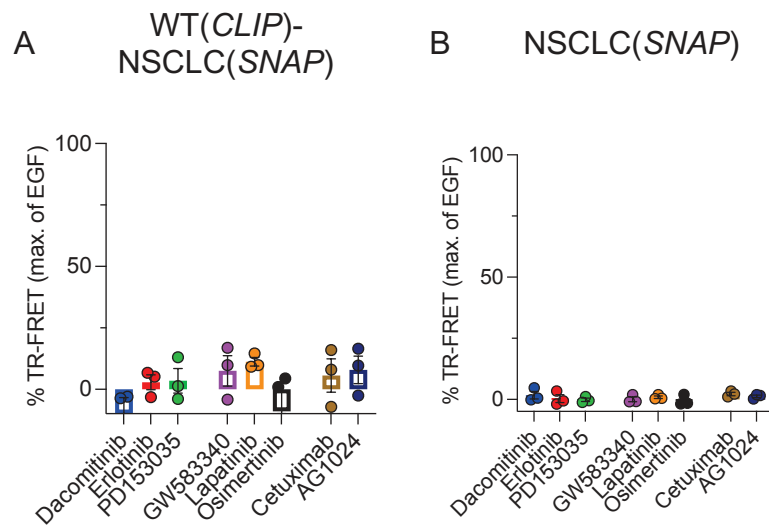 A
WT(CLIP)-
NSCLC(SNAP)
% TR-FRET (max. of EGF)
100
50
0
Dacomitinib
Erlotinib
PD153035
GW583340
Lapatinib
Osimertinib
Cetuximab
AG1024
B
NSCLC(SNAP)
% TR-FRET (max. of EGF)
100
50
0
Dacomitinib
Erlotinib
PD153035
GW583340
Lapatinib
Osimertinib
Cetuximab
AG1024